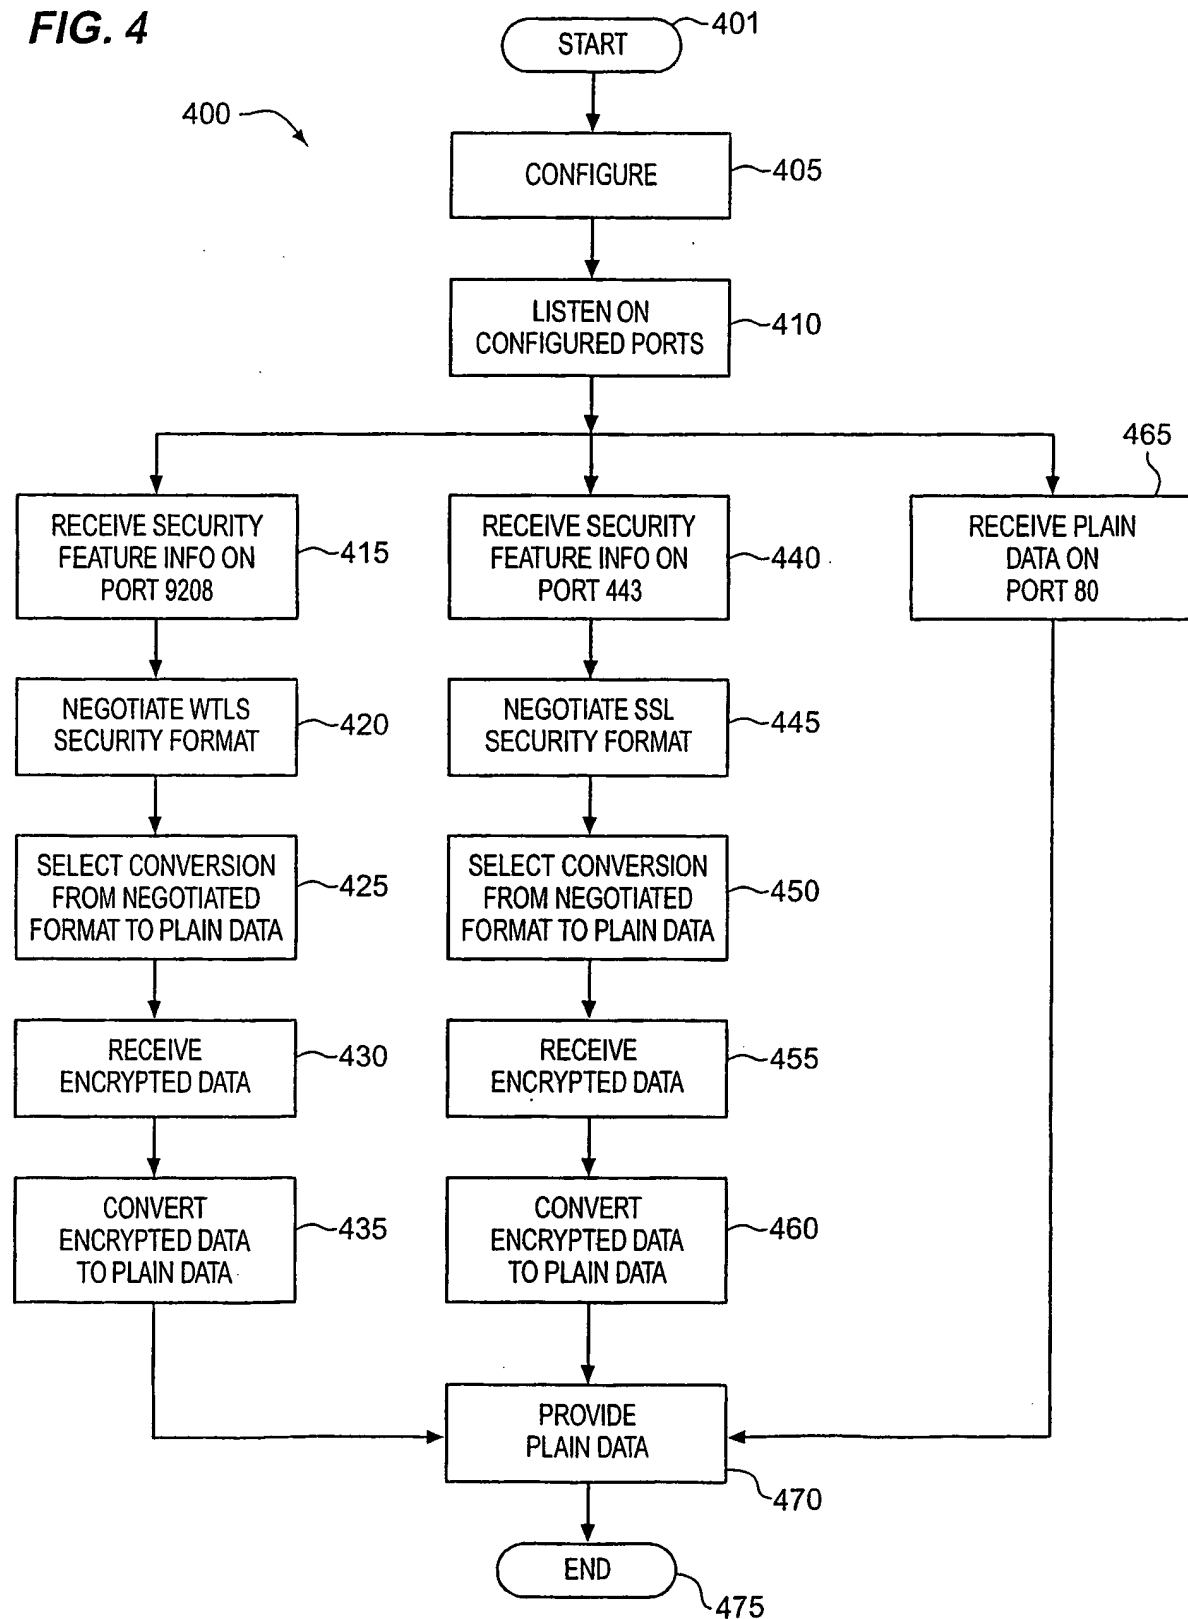 FIG. 4
START
401
400
CONFIGURE
405
LISTEN ON
CONFIGURED PORTS
410
RECEIVE SECURITY
FEATURE INFO ON
PORT 9208
415
RECEIVE SECURITY
FEATURE INFO ON
PORT 443
440
465
RECEIVE PLAIN
DATA ON
PORT 80
NEGOTIATE WTLS
SECURITY FORMAT
420
NEGOTIATE SSL
SECURITY FORMAT
445
SELECT CONVERSION
FROM NEGOTIATED
FORMAT TO PLAIN DATA
425
SELECT CONVERSION
FROM NEGOTIATED
FORMAT TO PLAIN DATA
450
RECEIVE
ENCRYPTED DATA
430
RECEIVE
ENCRYPTED DATA
455
CONVERT
ENCRYPTED DATA
TO PLAIN DATA
435
CONVERT
ENCRYPTED DATA
TO PLAIN DATA
460
PROVIDE
PLAIN DATA
470
END
475